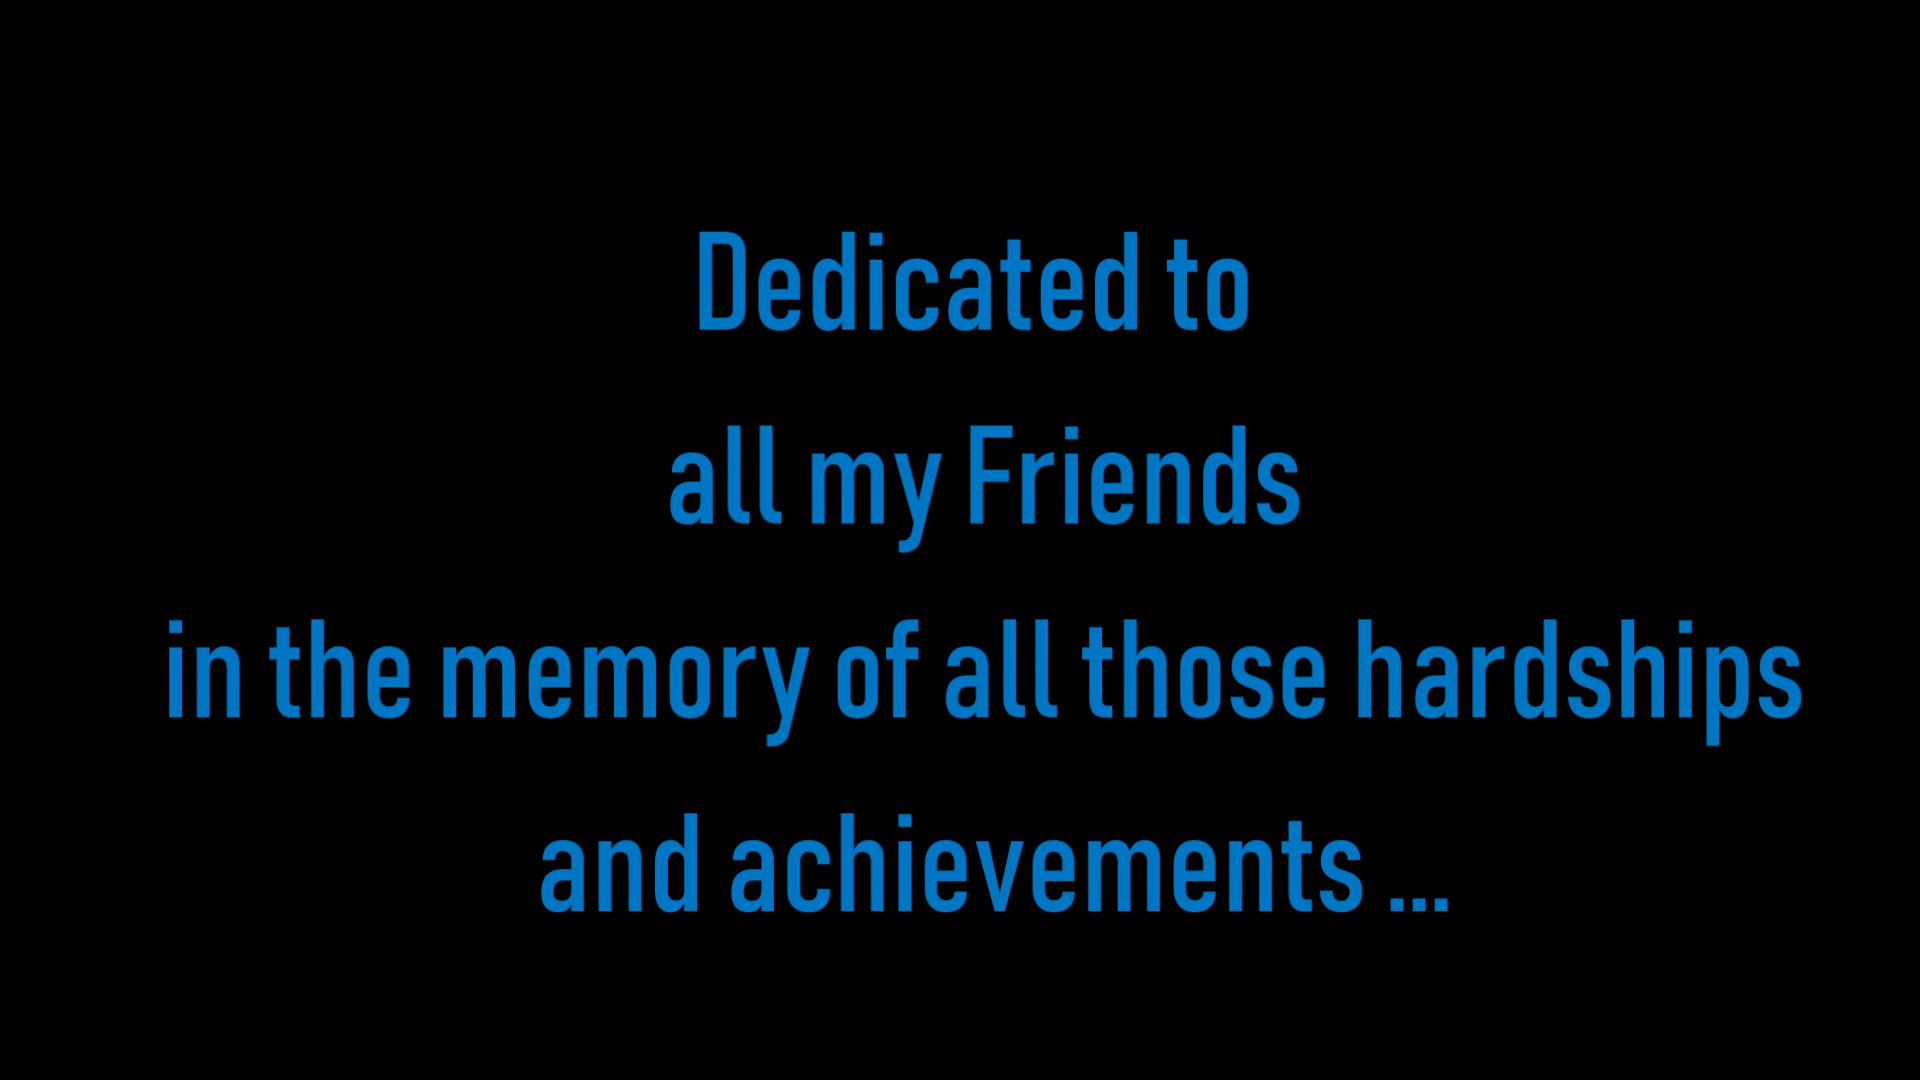 Dedicated to
all my Friends
in the memory of all those hardships
and achievements ...